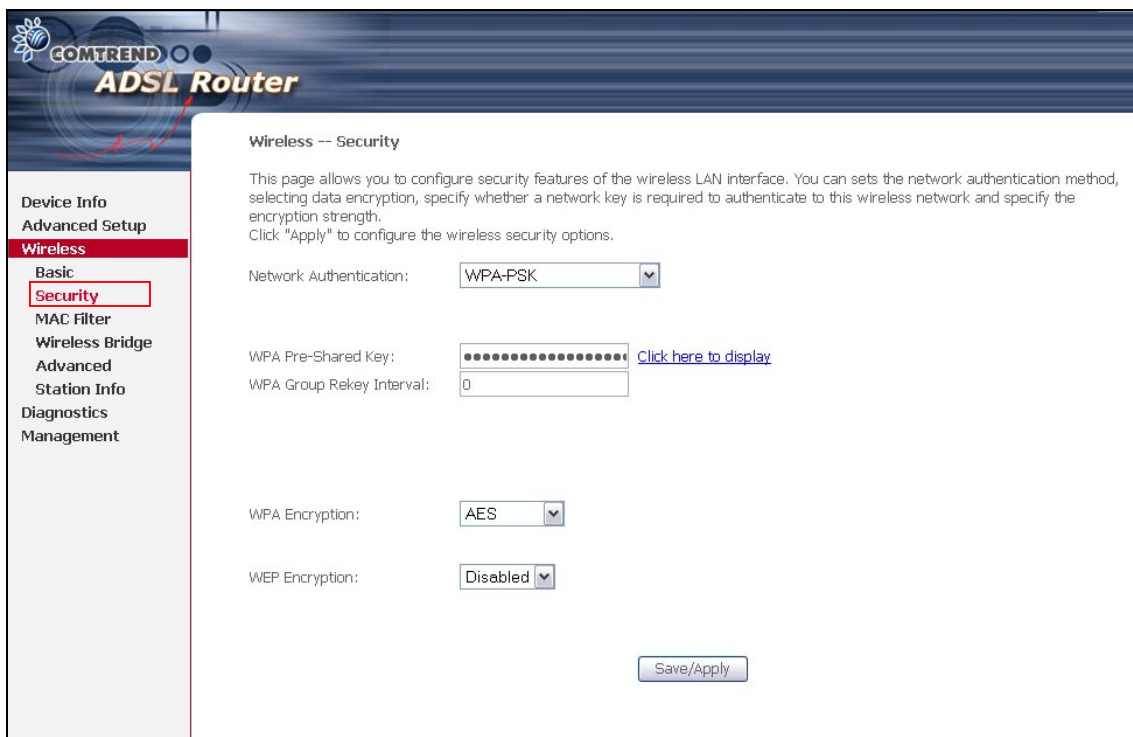 COMTREND
ADSL Router
Device Info
Advanced Setup
Wireless
Basic
Security
MAC Filter
Wireless Bridge
Advanced
Station Info
Diagnostics
Management
Wireless -- Security
This page allows you to configure security features of the wireless LAN interface. You can sets the network authentication method,
selecting data encryption, specify whether a network key is required to authenticate to this wireless network and specify the
encryption strength.
Click "Apply" to configure the wireless security options.
Network Authentication: WPA-PSK
WPA Pre-Shared Key: ●●●●●●●●●●●●●●●●●● Click here to display
WPA Group Rekey Interval: 0
WPA Encryption: AES
WEP Encryption: Disabled
Save/Apply